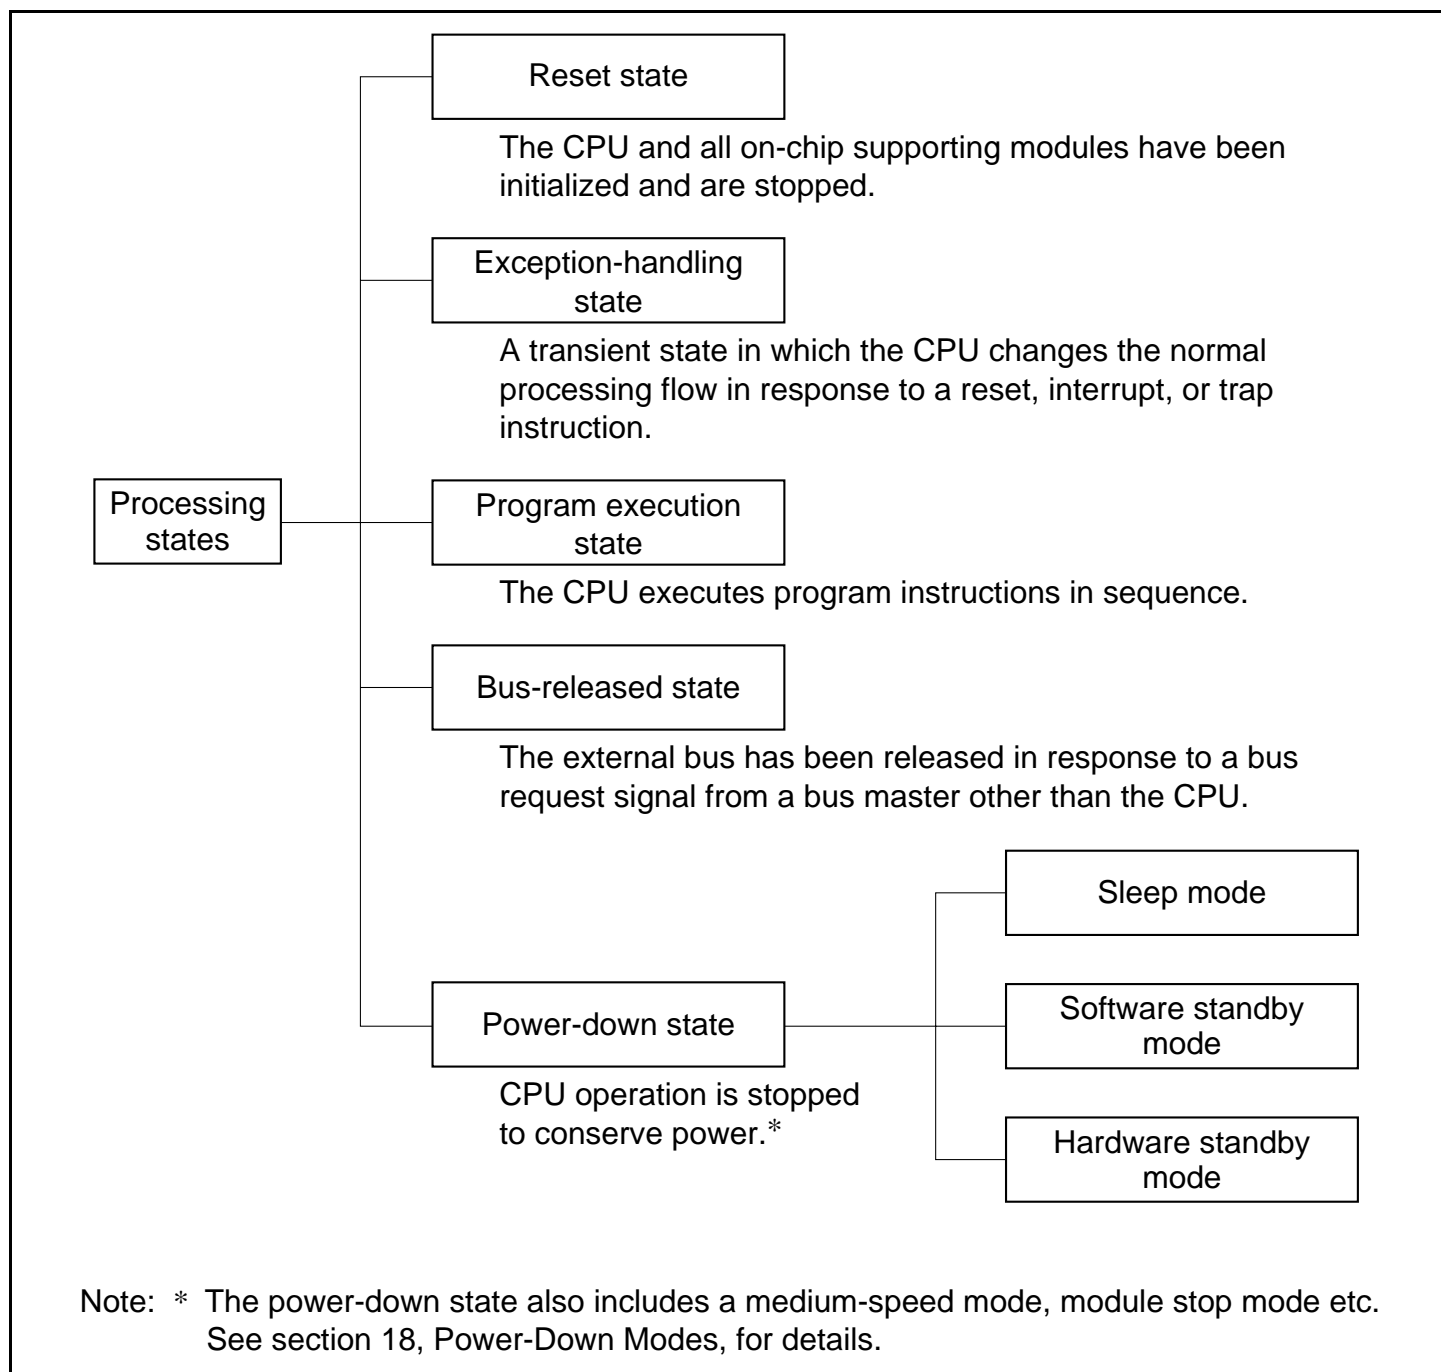 Reset state
The CPU and all on-chip supporting modules have been
initialized and are stopped.
Exception-handling
state
A transient state in which the CPU changes the normal
processing flow in response to a reset, interrupt, or trap
instruction.
Processing
states
Program execution
state
The CPU executes program instructions in sequence.
Bus-released state
The external bus has been released in response to a bus
request signal from a bus master other than the CPU.
Sleep mode
Power-down state
CPU operation is stopped
to conserve power.*
Software standby
mode
Hardware standby
mode
Note: * The power-down state also includes a medium-speed mode, module stop mode etc.
See section 18, Power-Down Modes, for details.